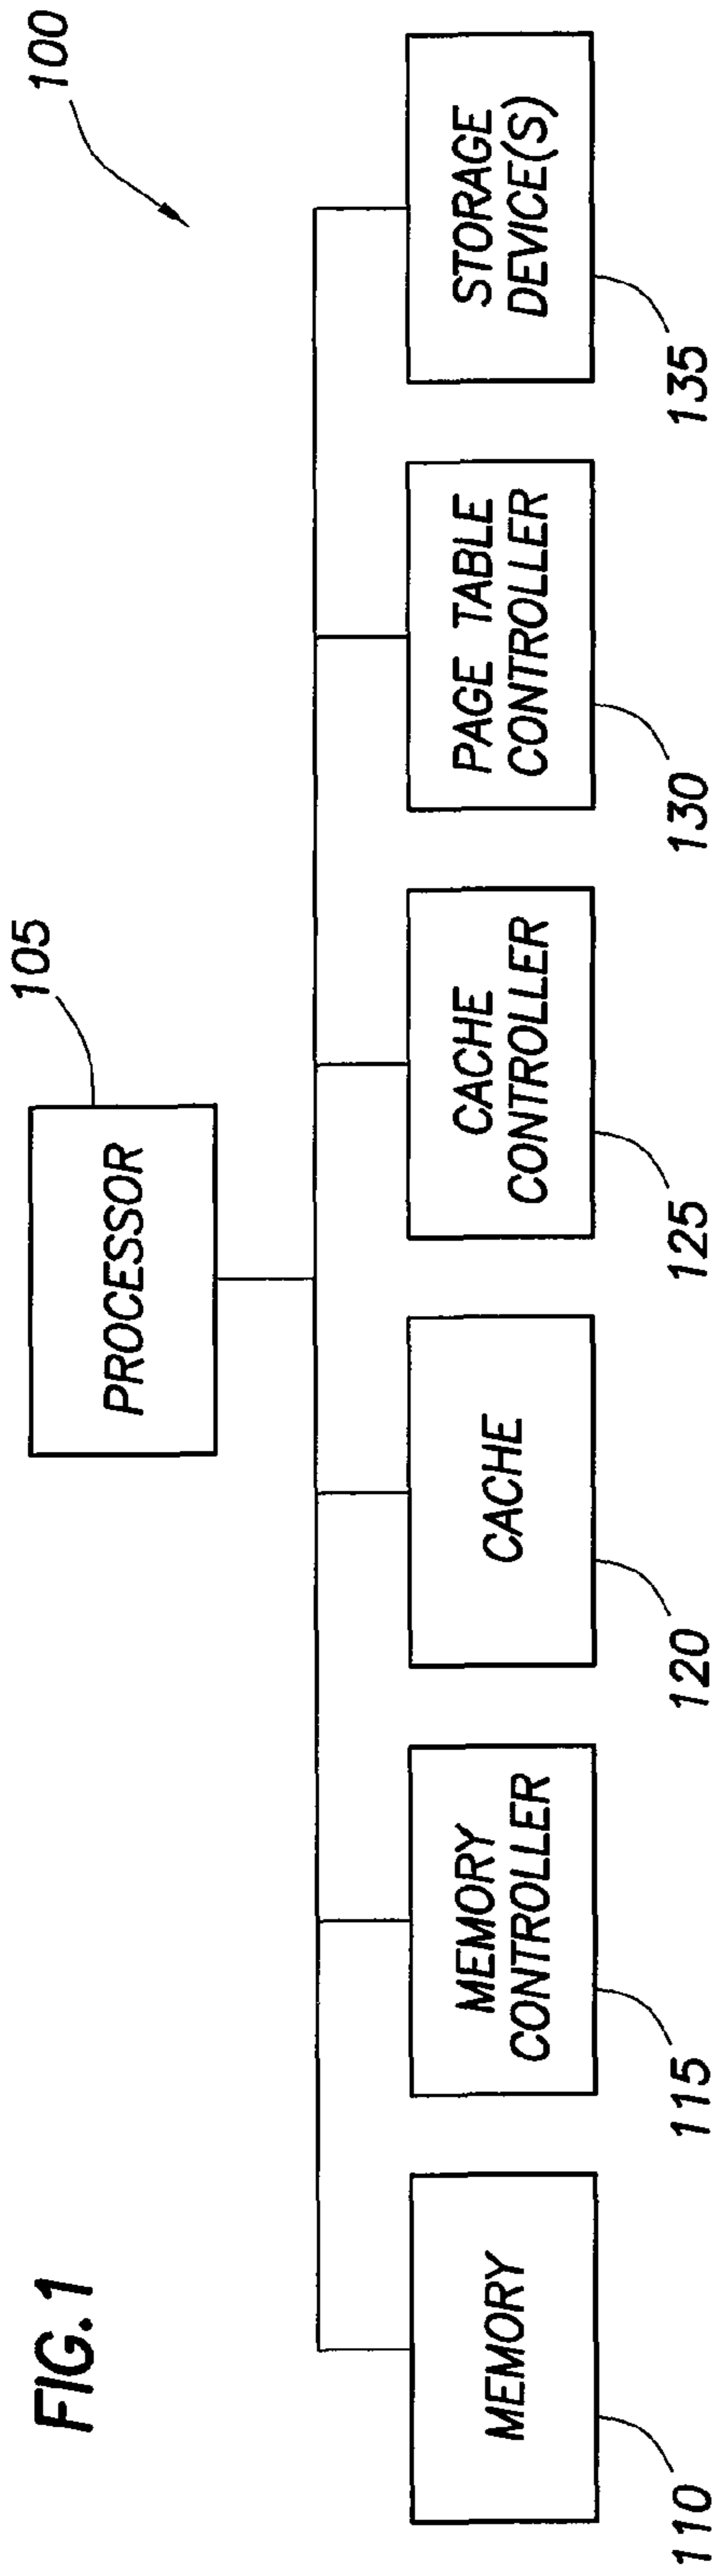 FIG. 1
100
PROCESSOR
105
MEMORY
110
MEMORY
CONTROLLER
115
CACHE
120
CACHE
CONTROLLER
125
PAGE TABLE
CONTROLLER
130
STORAGE
DEVICE(S)
135